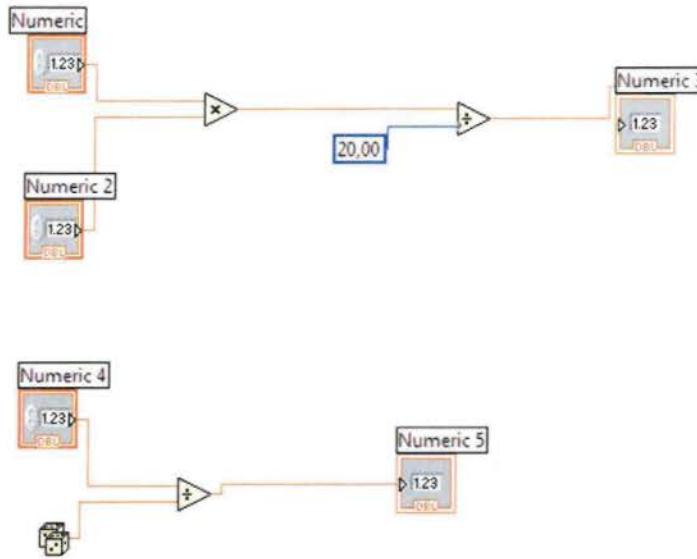 Numeric
1.23
DBL
Numeric 2
1.23
DBL
×
÷
20,00
Numeric 3
1.23
DBL
Numeric 4
1.23
DBL
÷
Numeric 5
1.23
DBL